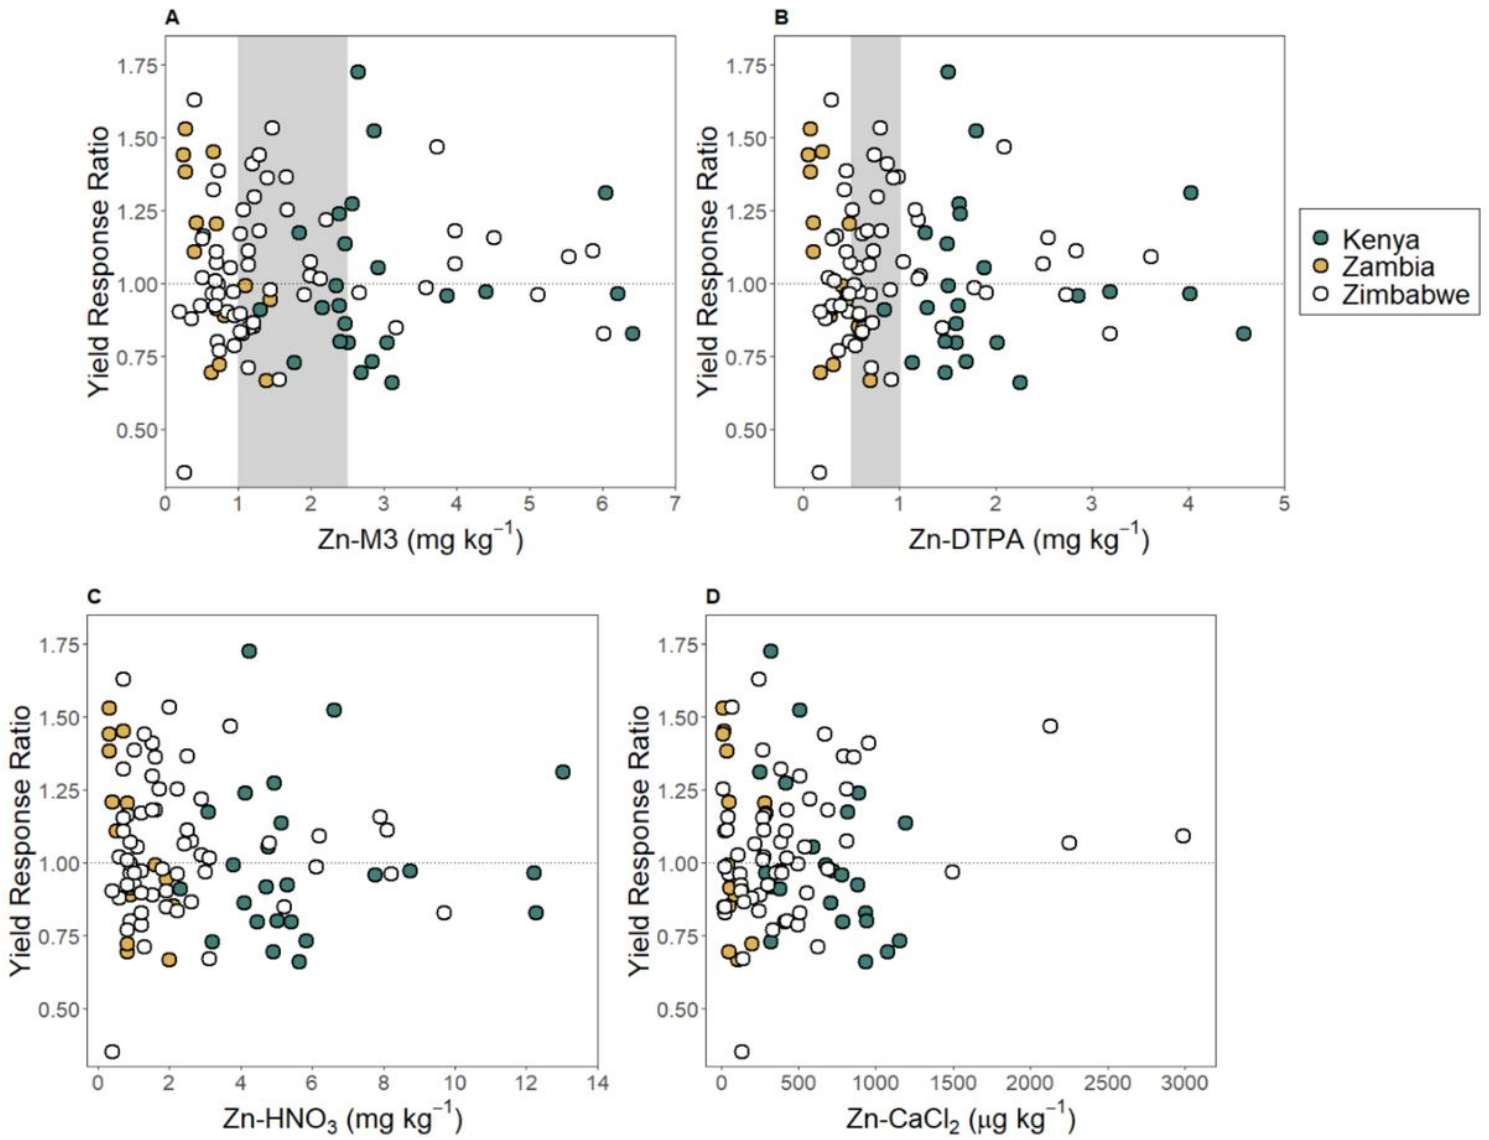 A
1.75
1.50
1.25
1.00
0.75
0.50
Yield Response Ratio
0 1 2 3 4 5 6 7
Zn-M3 (mg kg⁻¹)
B
1.75
1.50
1.25
1.00
0.75
0.50
Yield Response Ratio
0 1 2 3 4 5
Zn-DTPA (mg kg⁻¹)
Kenya
Zambia
Zimbabwe
C
1.75
1.50
1.25
1.00
0.75
0.50
Yield Response Ratio
0 2 4 6 8 10 12 14
Zn-HNO₃ (mg kg⁻¹)
D
1.75
1.50
1.25
1.00
0.75
0.50
Yield Response Ratio
0 500 1000 1500 2000 2500 3000
Zn-CaCl₂ (μg kg⁻¹)